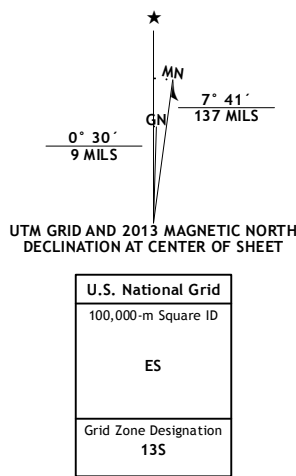 ★
MN
7° 41´
137 MILS
GN
0° 30´
9 MILS
UTM GRID AND 2013 MAGNETIC NORTH
DECLINATION AT CENTER OF SHEET
U.S. National Grid
100,000-m Square ID
ES
Grid Zone Designation
13S